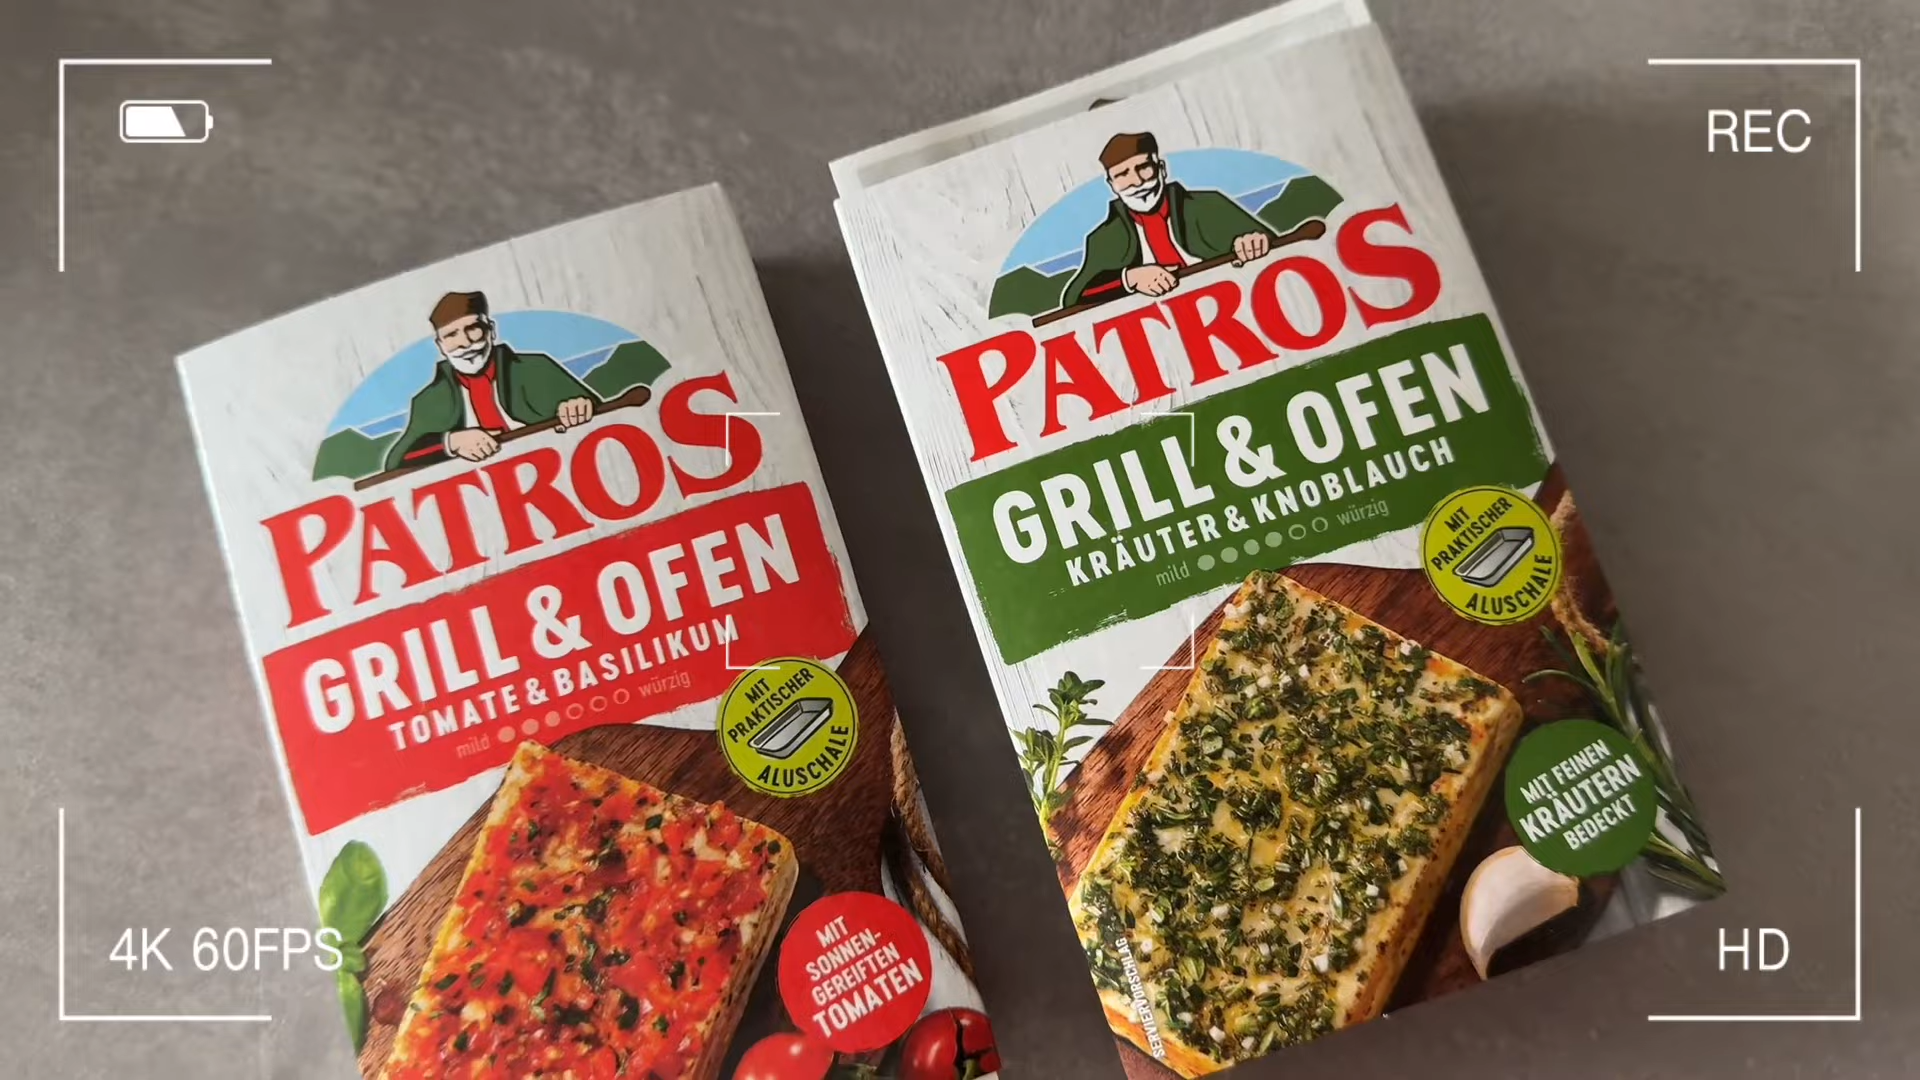 REC
PATROS
GRILL & OFEN
TOMATE & BASILIKUM
mild würzig
MIT
PRAKTISCHER
ALUSCHALE
MIT
SONNEN-
GEREIFTEN
TOMATEN
PATROS
GRILL & OFEN
KRÄUTER & KNOBLAUCH
mild würzig
MIT
PRAKTISCHER
ALUSCHALE
MIT FEINEN
KRÄUTERN
BEDECKT
SERVIERVORSCHLAG
4K 60FPS
HD